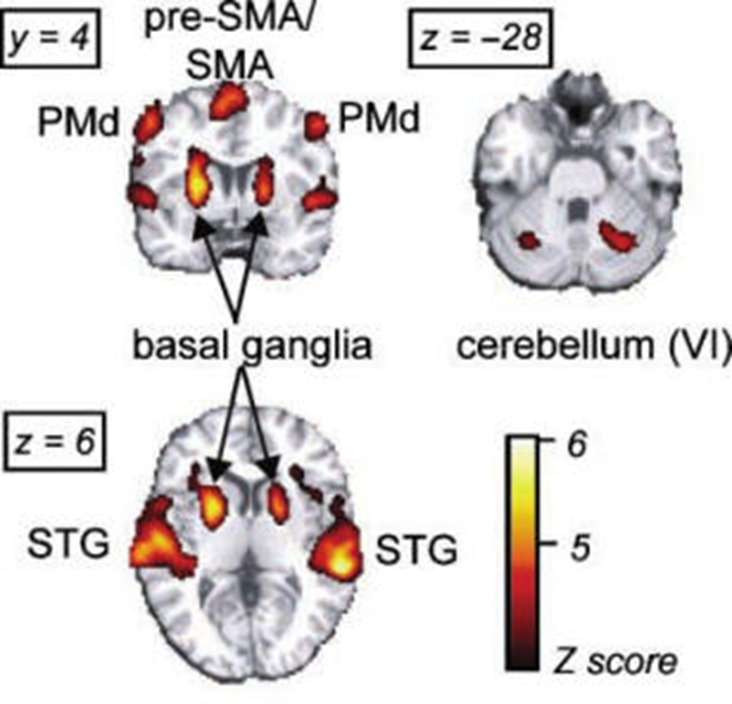 y = 4
pre-SMA/
SMA
z = –28
PMd
PMd
basal ganglia
cerebellum (VI)
z = 6
STG
STG
6
5
Z score